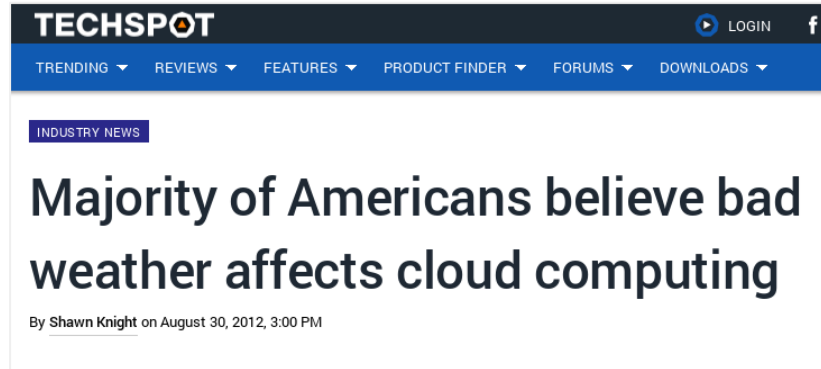 TECHSPOT
LOGIN f
TRENDING REVIEWS FEATURES PRODUCT FINDER FORUMS DOWNLOADS
INDUSTRY NEWS
Majority of Americans believe bad
weather affects cloud computing
By Shawn Knight on August 30, 2012, 3:00 PM